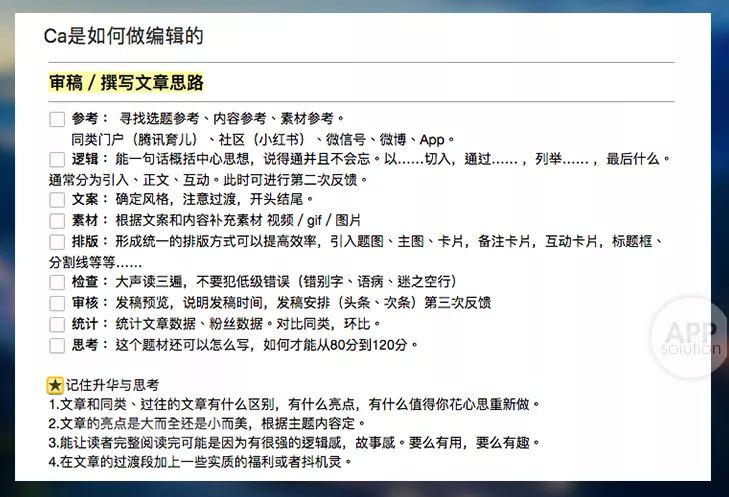 Ca是如何做编辑的
审稿 / 撰写文章思路
参考： 寻找选题参考、内容参考、素材参考。
同类门户（腾讯育儿）、社区（小红书）、微信号、微博、App。
逻辑： 能一句话概括中心思想，说得通并且不会忘。以......切入，通过...... ，列举...... ，最后什么。
通常分为引入、正文、互动。此时可进行第二次反馈。
文案： 确定风格，注意过渡，开头结尾。
素材： 根据文案和内容补充素材 视频 / gif / 图片
排版： 形成统一的排版方式可以提高效率，引入题图、主图、卡片，备注卡片，互动卡片，标题框、
分割线等等......
检查： 大声读三遍，不要犯低级错误（错别字、语病、迷之空行）
审核： 发稿预览，说明发稿时间，发稿安排（头条、次条）第三次反馈
统计： 统计文章数据、粉丝数据。对比同类，环比。
思考： 这个题材还可以怎么写，如何才能从80分到120分。
记住升华与思考
1.文章和同类、过往的文章有什么区别，有什么亮点，有什么值得你花心思重新做。
2.文章的亮点是大而全还是小而美，根据主题内容定。
3.能让读者完整阅读完可能是因为有很强的逻辑感，故事感。要么有用，要么有趣。
4.在文章的过渡段加上一些实质的福利或者抖机灵。
APP
solution